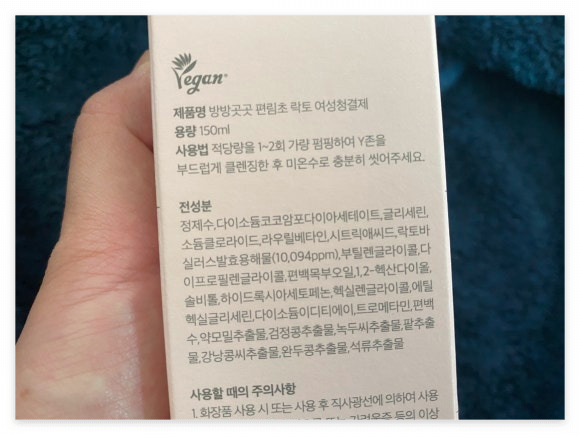 Vegan
제품명 방방곳곳 편림초 락토 여성청결제
용량 150ml
사용법 적당량을 1~2회 가량 펌핑하여 Y존을
부드럽게 클렌징한 후 미온수로 충분히 씻어주세요.
전성분
정제수,다이소듐코코암포다이아세테이트,글리세린,
소듐클로라이드,라우릴베타인,시트릭애씨드,락토바
실러스발효용해물(10,094ppm),부틸렌글라이콜,다
이프로필렌글라이콜,편백목부오일,1,2-헥산다이올,
솔비톨,하이드록시아세토페논,헥실렌글라이콜,에틸
헥실글리세린,다이소듐이디티에이,트로메타민,편백
수,약모밀추출물,검정콩추출물,녹두씨추출물,팥추출
물,강낭콩씨추출물,완두콩추출물,석류추출물
사용할 때의 주의사항
1. 화장품 사용 시 또는 사용 후 직사광선에 의하여 사용
또는 가려움증 등의 이상